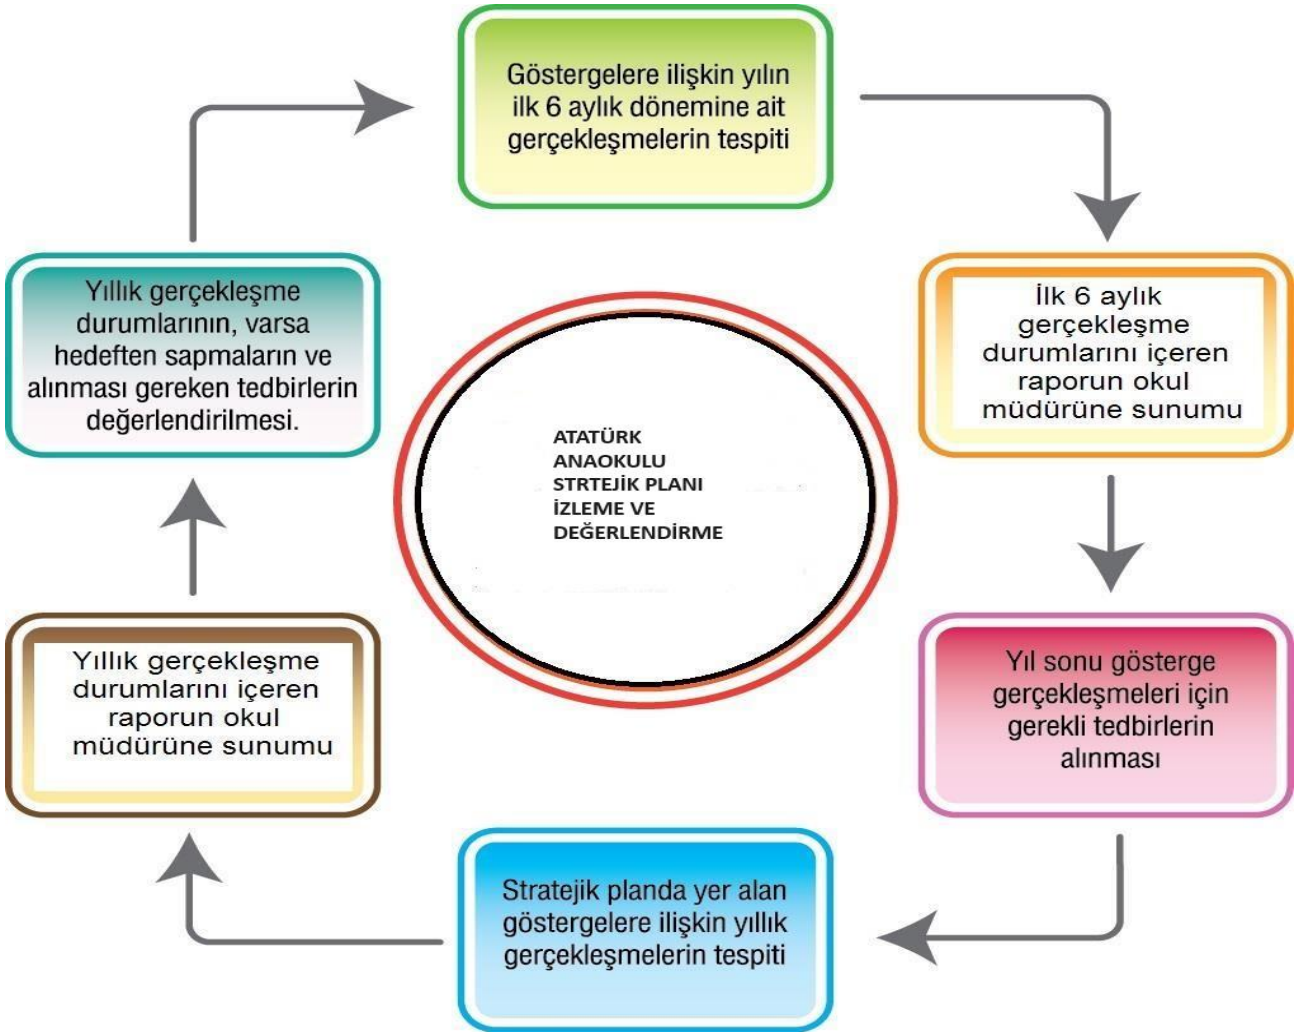 Göstergelere ilişkin yılın
ilk 6 aylık dönemine ait
gerçekleşmelerin tespiti
İlk 6 aylık
gerçekleşme
durumlarını içeren
raporun okul
müdürüne sunumu
Yıl sonu gösterge
gerçekleşmeleri için
gerekli tedbirlerin
alınması
Stratejik planda yer alan
göstergelere ilişkin yıllık
gerçekleşmelerin tespiti
Yıllık gerçekleşme
durumlarını içeren
raporun okul
müdürüne sunumu
Yıllık gerçekleşme
durumlarının, varsa
hedeften sapmaların ve
alınması gereken tedbirlerin
değerlendirilmesi.
ATATÜRK
ANAOKULU
STRTEJİK PLANI
İZLEME VE
DEĞERLENDİRME